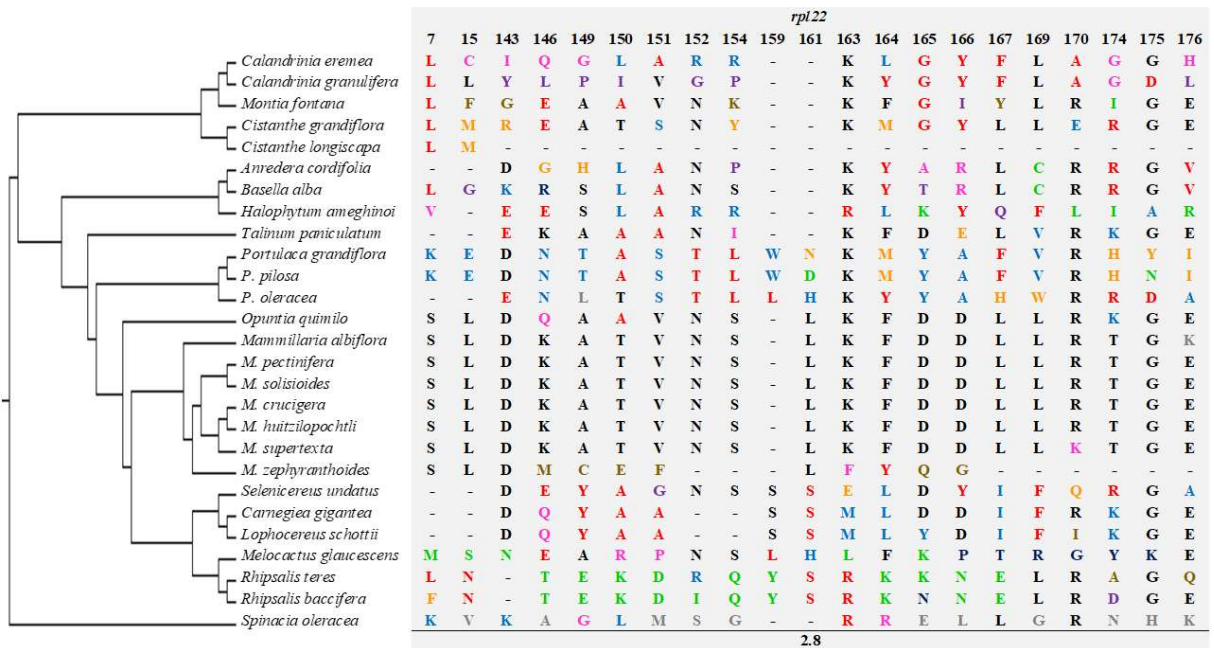 rpl22
7 15 143 146 149 150 151 152 154 159 161 163 164 165 166 167 169 170 174 175 176
Calandrinia eremea L C I Q G L A R R - - K L G Y F L A G G H
Calandrinia granulifera L L Y L P I V G P - - K Y G Y F L A G D L
Montia fontana L F G E A A V N K - - K F G I Y L R I G E
Cistanthe grandiflora L M R E A T S N Y - - K M G Y L L E R G E
Cistanthe longiscapa L M - - - - - - - - - - - - - - - - - - -
Anredera cordifolia - - D G H L A N P - - K Y A R L C R R G V
Basella alba L G K R S L A N S - - K Y T R L C R R G V
Halophytum ameghinoi V - E E S L A R R - - R L K Y Q F L I A R
Talinum paniculatum - - E K A A A N I - - K F D E L V R K G E
Portulaca grandiflora K E D N T A S T L W N K M Y A F V R H Y I
P. pilosa K E D N T A S T L W D K M Y A F V R H N I
P. oleracea - - E N L T S T L L H K Y Y A H W R R D A
Opuntia quimilo S L D Q A A V N S - L K F D D L L R K G E
Mammillaria albiflora S L D K A T V N S - L K F D D L L R T G K
M. pectinifera S L D K A T V N S - L K F D D L L R T G E
M. solisioides S L D K A T V N S - L K F D D L L R T G E
M. crucigera S L D K A T V N S - L K F D D L L R T G E
M. huitzilopochtli S L D K A T V N S - L K F D D L L R T G E
M. supertexta S L D K A T V N S - L K F D D L L K T G E
M. zephyranthoides S L D M C E F - - - L F Y Q G - - - - - -
Selenicereus undatus - - D E Y A G N S S S E L D Y I F Q R G A
Carnegiea gigantea - - D Q Y A A - - S S M L D D I F R K G E
Lophocereus schottii - - D Q Y A A - - S S M L Y D I F I K G E
Melocactus glaucescens M S N E A R P N S L H L F K P T R G Y K E
Rhipsalis teres L N - T E K D R Q Y S R K K N E L R A G Q
Rhipsalis baccifera F N - T E K D I Q Y S R K N N E L R D G E
Spinacia oleracea K V K A G L M S G - - R R E L L G R N H K
2.8